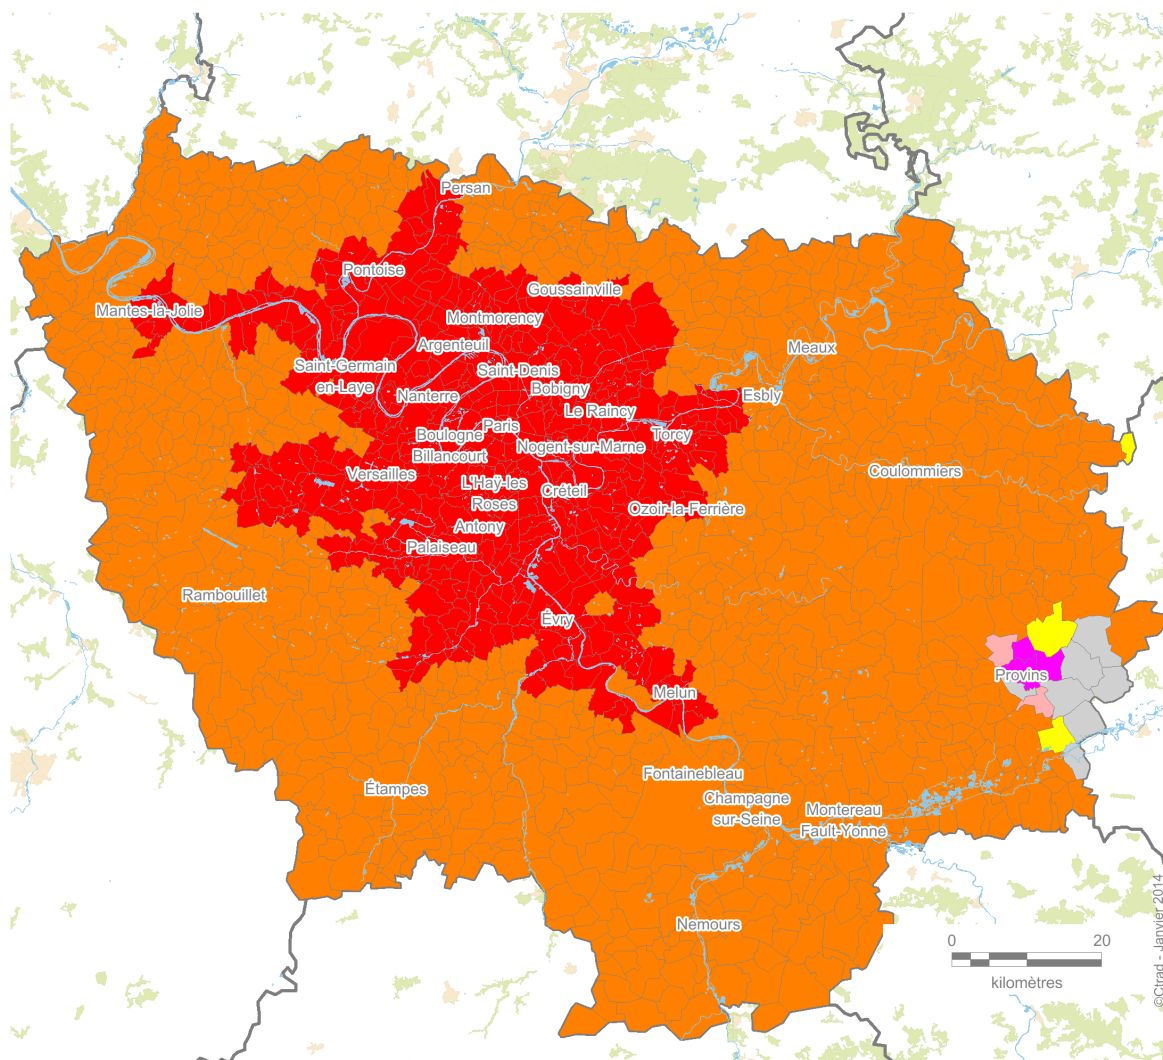 Persan
Pontoise
Goussainville
Mantes-la-Jolie
Montmorency
Argenteuil
Meaux
Saint-Germain
en-Laye
Saint-Denis
Bobigny
Nanterre
Esbly
Le Raincy
Paris
Boulogne
Billancourt
Torcy
Nogent-sur-Marne
Versailles
Coulommiers
L'Haÿ-les
Roses
Créteil
Ozoir-la-Ferrière
Antony
Palaiseau
Rambouillet
Évry
Provins
Melun
Fontainebleau
Étampes
Champagne
sur-Seine
Montereau
Fault-Yonne
Nemours
0 20
kilomètres
©Ctrad - Janvier 2014